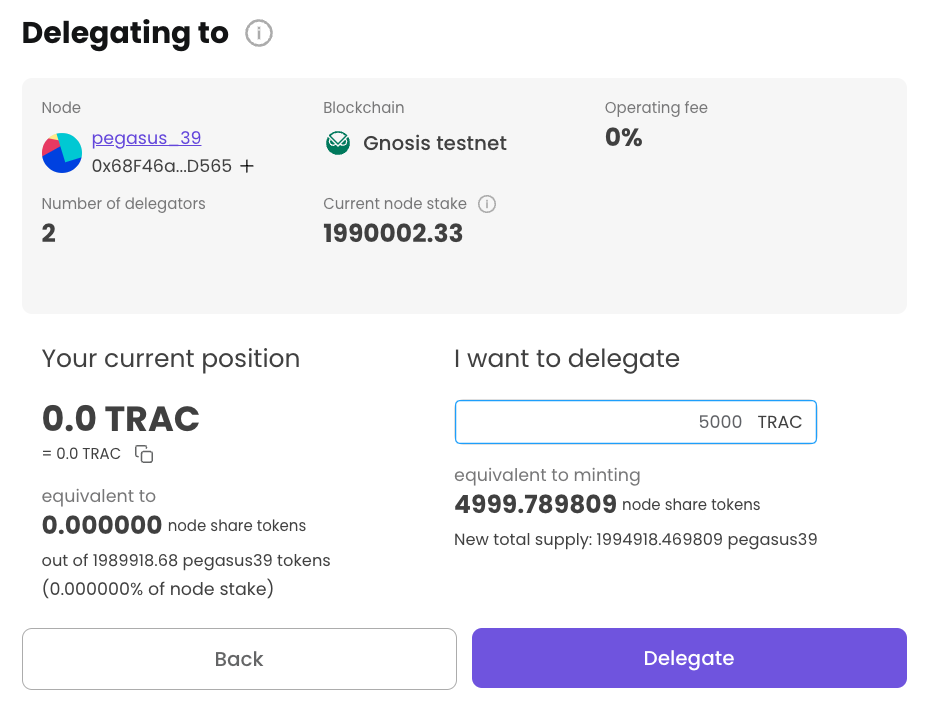 Delegating to
Node
Blockchain
Operating fee
pegasus_39
0x68F46a...D565 +
Gnosis testnet
0%
Number of delegators
Current node stake
2
1990002.33
Your current position
I want to delegate
0.0 TRAC
5000 TRAC
= 0.0 TRAC
equivalent to
equivalent to minting
0.000000 node share tokens
4999.789809 node share tokens
out of 1989918.68 pegasus39 tokens
New total supply: 1994918.469809 pegasus39
(0.000000% of node stake)
Back
Delegate